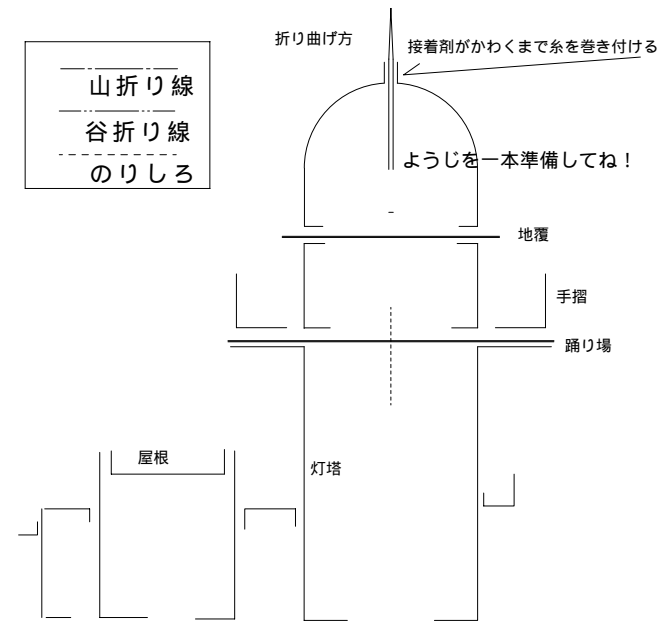 折り曲げ方
接着剤がかわくまで糸を巻き付ける
山折り線
谷折り線
のりしろ
ようじを一本準備してね！
地覆
手摺
踊り場
屋根
灯塔